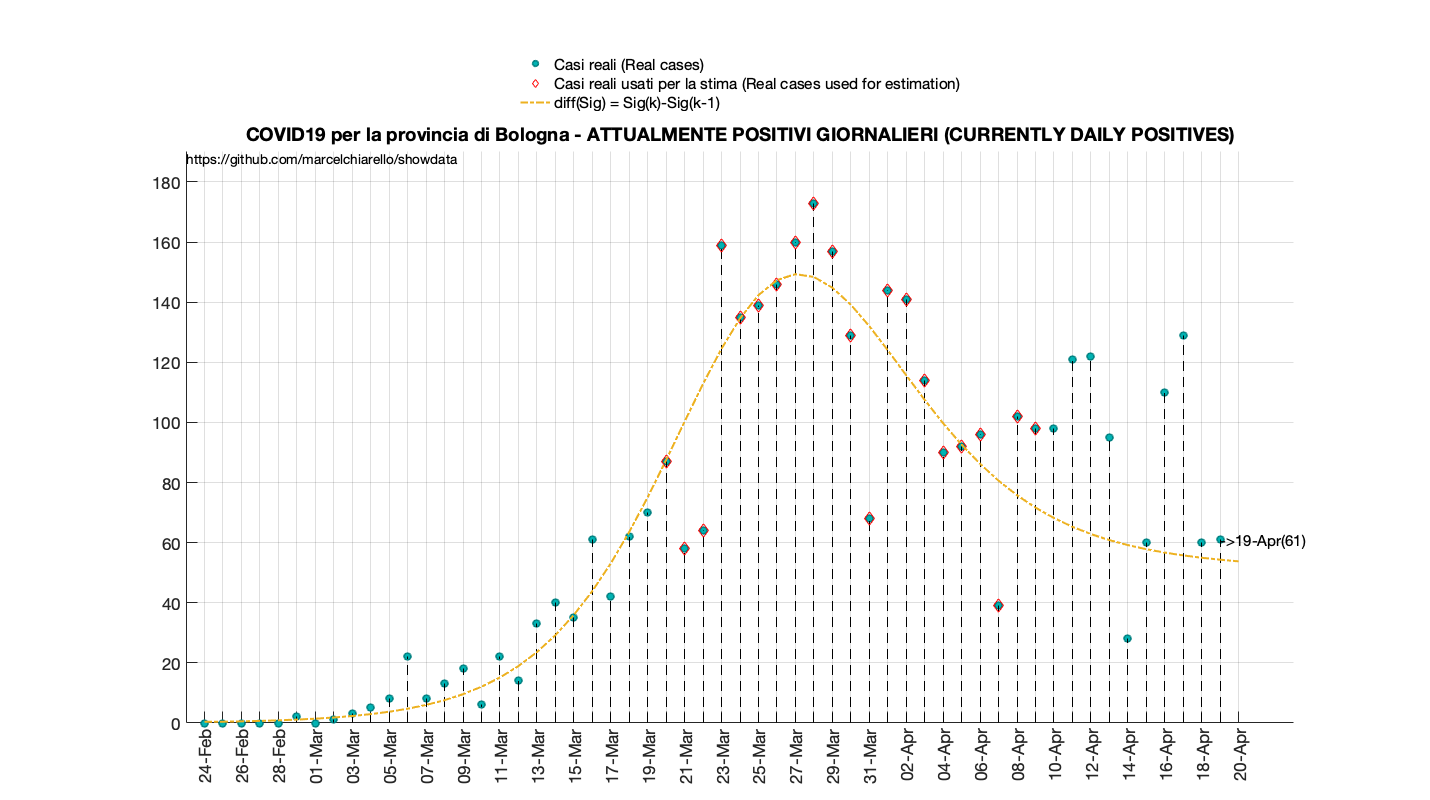 Casi reali (Real cases)
Casi reali usati per la stima (Real cases used for estimation)
diff(Sig) = Sig(k)-Sig(k-1)
COVID19 per la provincia di Bologna - ATTUALMENTE POSITIVI GIORNALIERI (CURRENTLY DAILY POSITIVES)
https://github.com/marcelchiarello/showdata
180
160
140
120
100
80
60
40
20
0
->19-Apr(61)
24-Feb
26-Feb
28-Feb
01-Mar
03-Mar
05-Mar
07-Mar
09-Mar
11-Mar
13-Mar
15-Mar
17-Mar
19-Mar
21-Mar
23-Mar
25-Mar
27-Mar
29-Mar
31-Mar
02-Apr
04-Apr
06-Apr
08-Apr
10-Apr
12-Apr
14-Apr
16-Apr
18-Apr
20-Apr